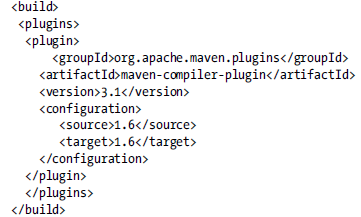 <build>
<plugins>
<plugin>
<groupId>org.apache.maven.plugins</groupId>
<artifactId>maven-compiler-plugin</artifactId>
<version>3.1</version>
<configuration>
<source>1.6</source>
<target>1.6</target>
</configuration>
</plugin>
</plugins>
</build>